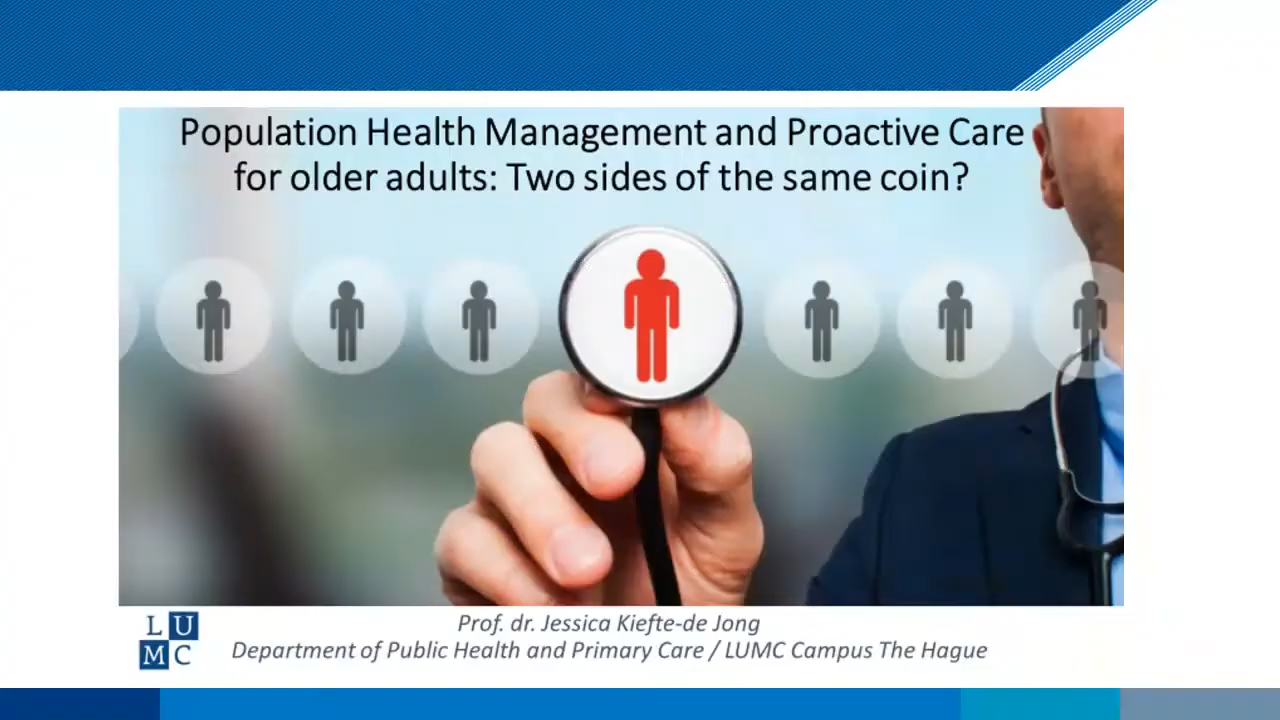 Population Health Management and Proactive Care
for older adults: Two sides of the same coin?
L U
M C
Prof. dr. Jessica Kiefte-de Jong
Department of Public Health and Primary Care / LUMC Campus The Hague